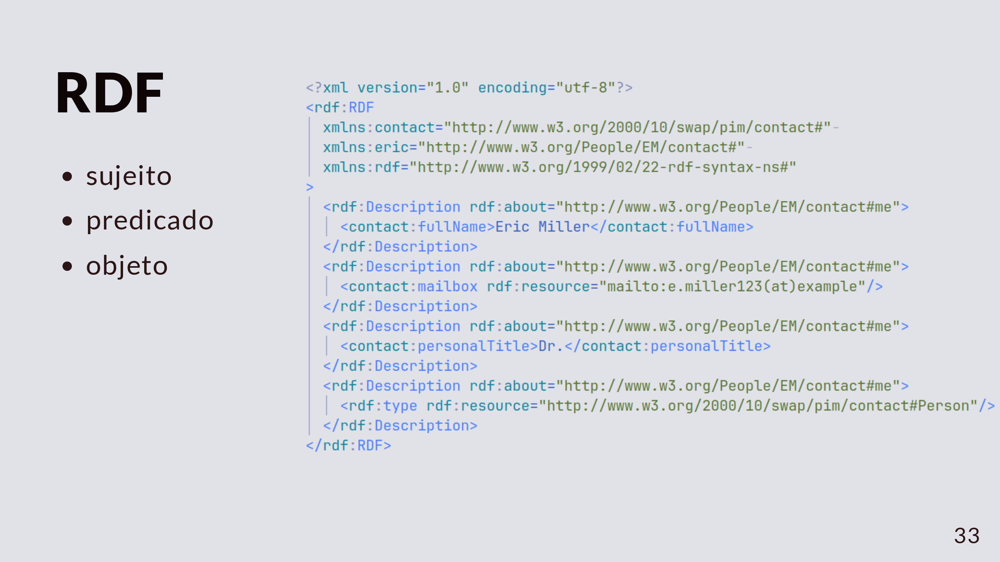 RDF
• sujeito
• predicado
• objeto
<?xml version="1.0" encoding="utf-8"?>
<rdf:RDF
  xmlns:contact="http://www.w3.org/2000/10/swap/pim/contact#"-
  xmlns:eric="http://www.w3.org/People/EM/contact#"-
  xmlns:rdf="http://www.w3.org/1999/02/22-rdf-syntax-ns#"
>
  <rdf:Description rdf:about="http://www.w3.org/People/EM/contact#me">
    <contact:fullName>Eric Miller</contact:fullName>
  </rdf:Description>
  <rdf:Description rdf:about="http://www.w3.org/People/EM/contact#me">
    <contact:mailbox rdf:resource="mailto:e.miller123(at)example"/>
  </rdf:Description>
  <rdf:Description rdf:about="http://www.w3.org/People/EM/contact#me">
    <contact:personalTitle>Dr.</contact:personalTitle>
  </rdf:Description>
  <rdf:Description rdf:about="http://www.w3.org/People/EM/contact#me">
    <rdf:type rdf:resource="http://www.w3.org/2000/10/swap/pim/contact#Person"/>
  </rdf:Description>
</rdf:RDF>
33